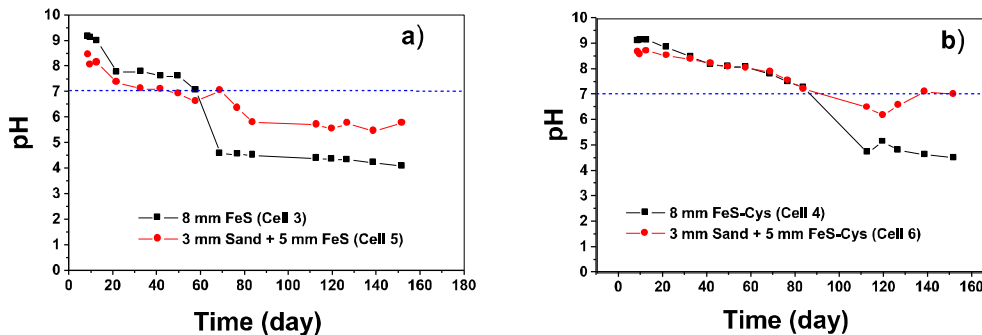 a)
10
9
8
7
6
5
4
3
2
1
0
pH
0 20 40 60 80 100 120 140 160 180
Time (day)
8 mm FeS (Cell 3)
3 mm Sand + 5 mm FeS (Cell 5)
b)
10
9
8
7
6
5
4
3
2
1
0
pH
0 20 40 60 80 100 120 140 160
Time (day)
8 mm FeS-Cys (Cell 4)
3 mm Sand + 5 mm FeS-Cys (Cell 6)